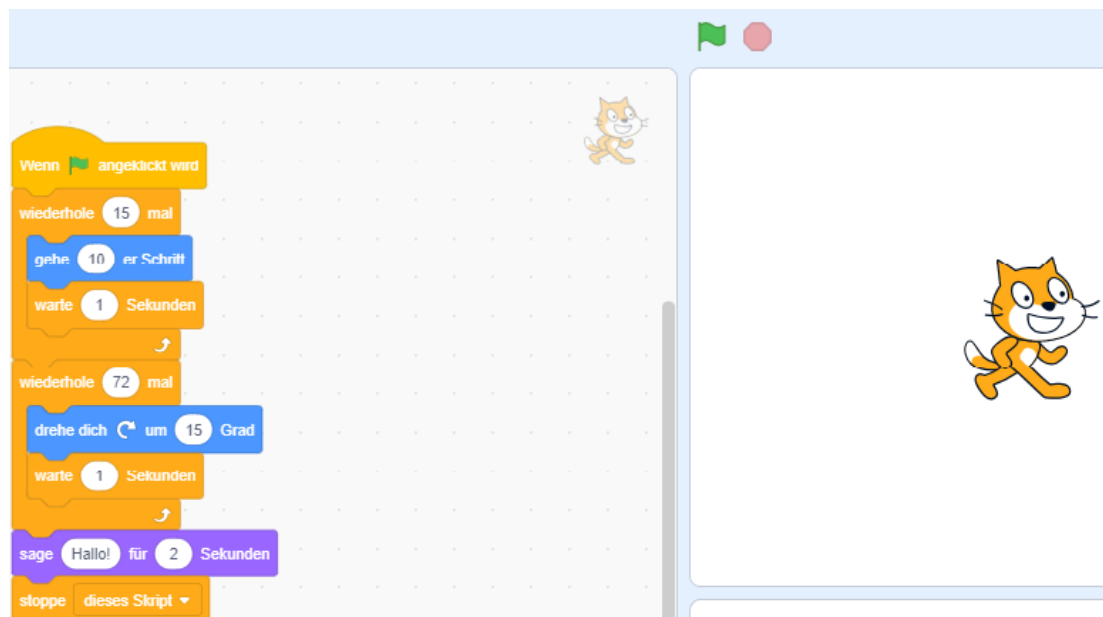 Wenn angeklickt wird
wiederhole 15 mal
gehe 10 er Schritt
warte 1 Sekunden
wiederhole 72 mal
drehe dich um 15 Grad
warte 1 Sekunden
sage Hallo! für 2 Sekunden
stoppe dieses Skript